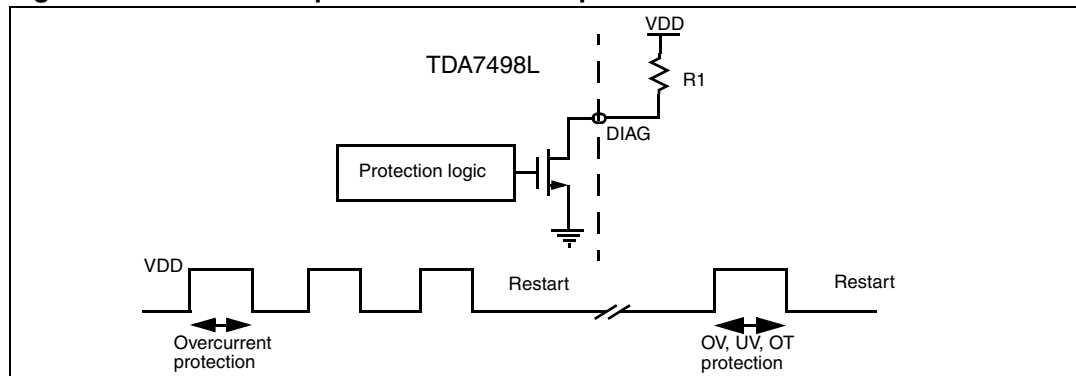 VDD
TDA7498L
R1
DIAG
Protection logic
VDD
Restart
Restart
Overcurrent
protection
OV, UV, OT
protection